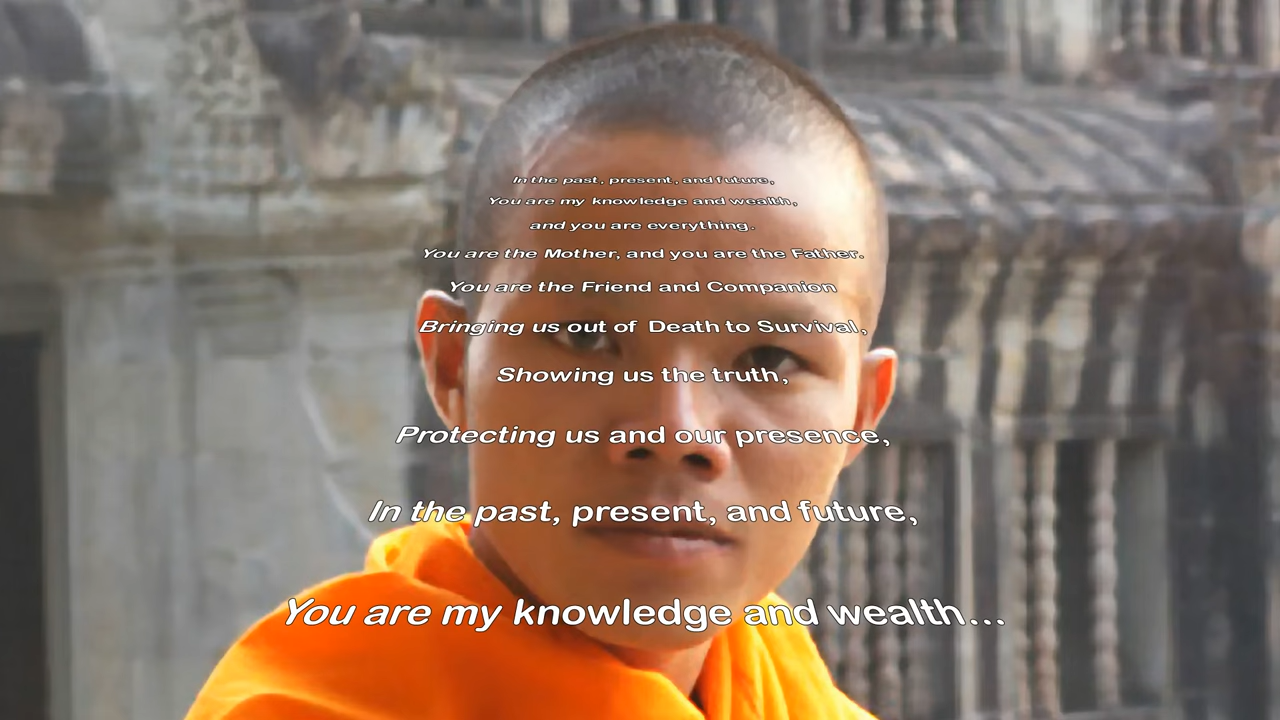 In the past, present, and future,
You are my knowledge and wealth,
and you are everything.
You are the Mother, and you are the Father.
You are the Friend and Companion
Bringing us out of Death to Survival,
Showing us the truth,
Protecting us and our presence,
In the past, present, and future,
You are my knowledge and wealth...